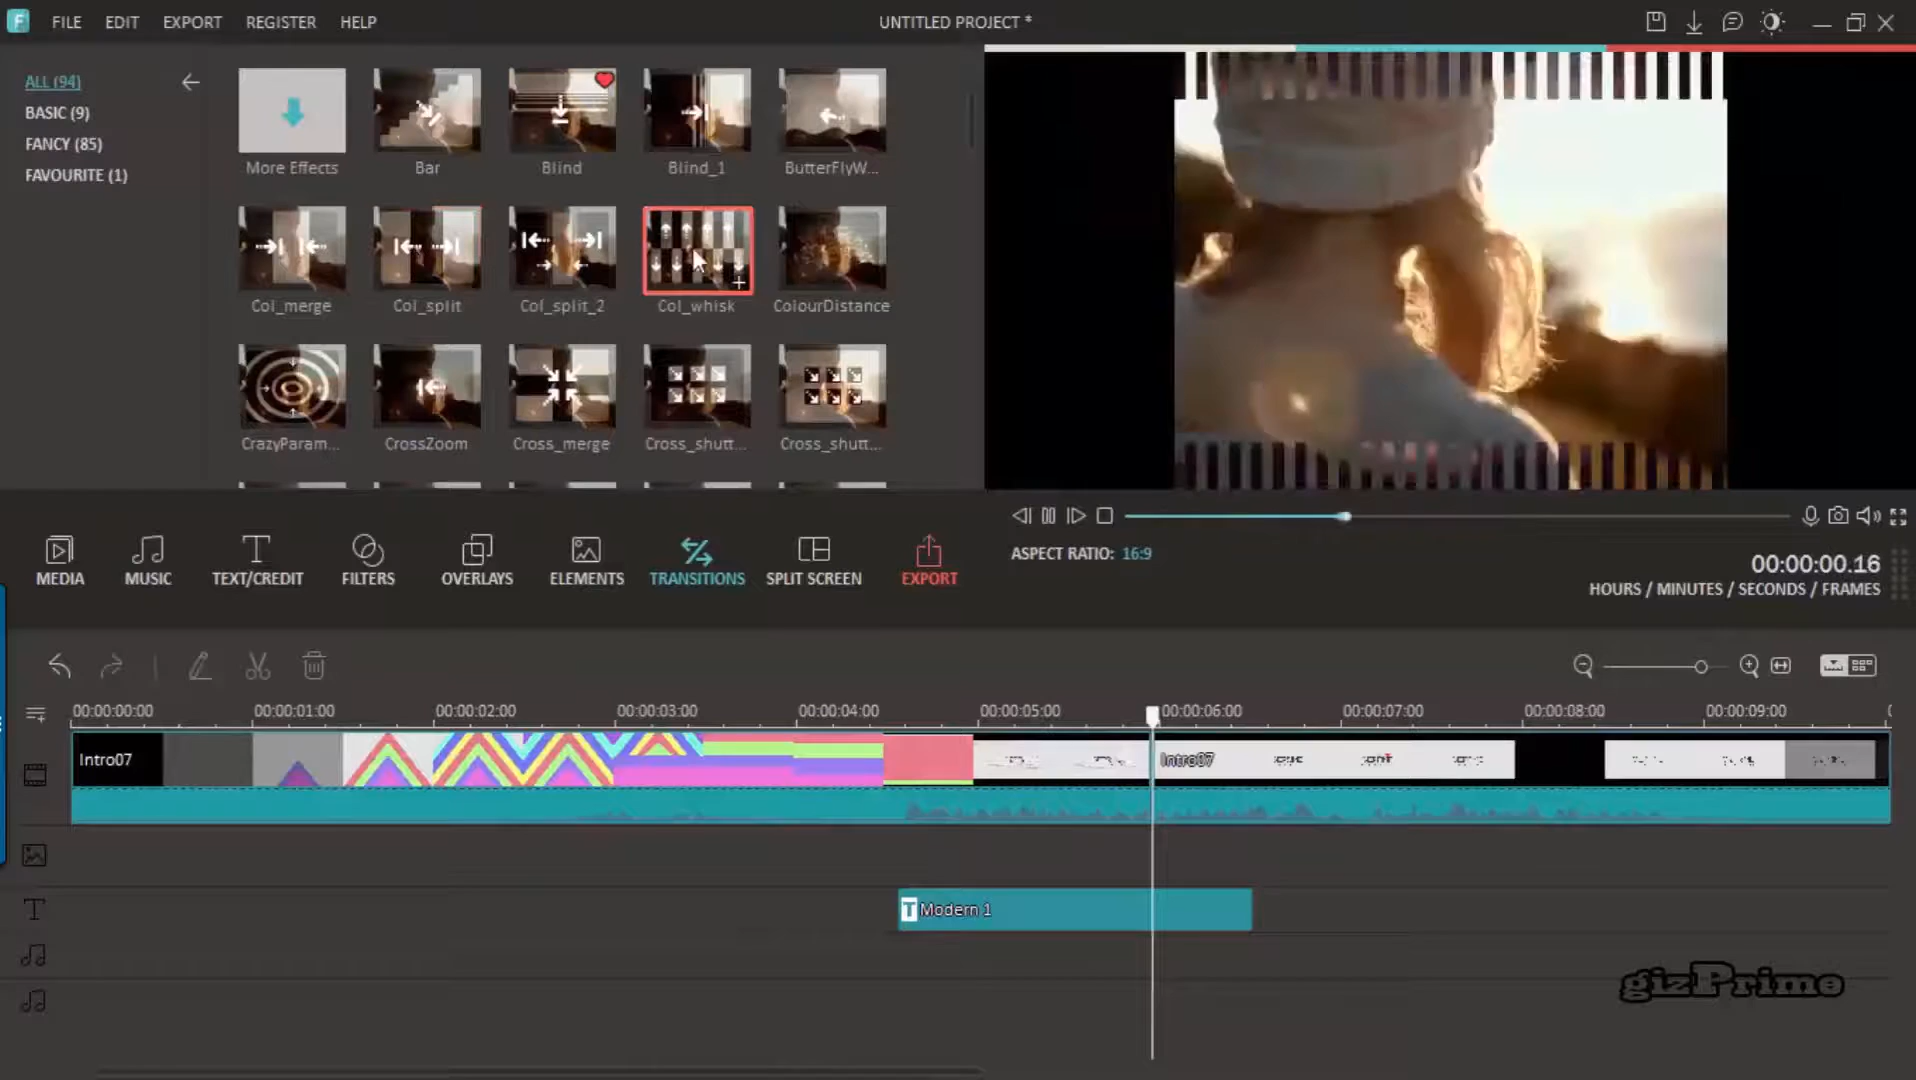 FILE EDIT EXPORT REGISTER HELP UNTITLED PROJECT *
ALL (94)
BASIC (9)
FANCY (85)
FAVOURITE (1)
More Effects Bar Blind Blind_1 ButterFlyW...
Col_merge Col_split Col_split_2 Col_whisk ColourDistance
CrazyParam... CrossZoom Cross_merge Cross_shutt... Cross_shutt...
ASPECT RATIO: 16:9
00:00:00.16
HOURS / MINUTES / SECONDS / FRAMES
MEDIA MUSIC TEXT/CREDIT FILTERS OVERLAYS ELEMENTS TRANSITIONS SPLIT SCREEN EXPORT
00:00:00:00 00:00:01:00 00:00:02:00 00:00:03:00 00:00:04:00 00:00:05:00 00:00:06:00 00:00:07:00 00:00:08:00 00:00:09:00
Intro07 Intro07
T Modern 1
gizPrime